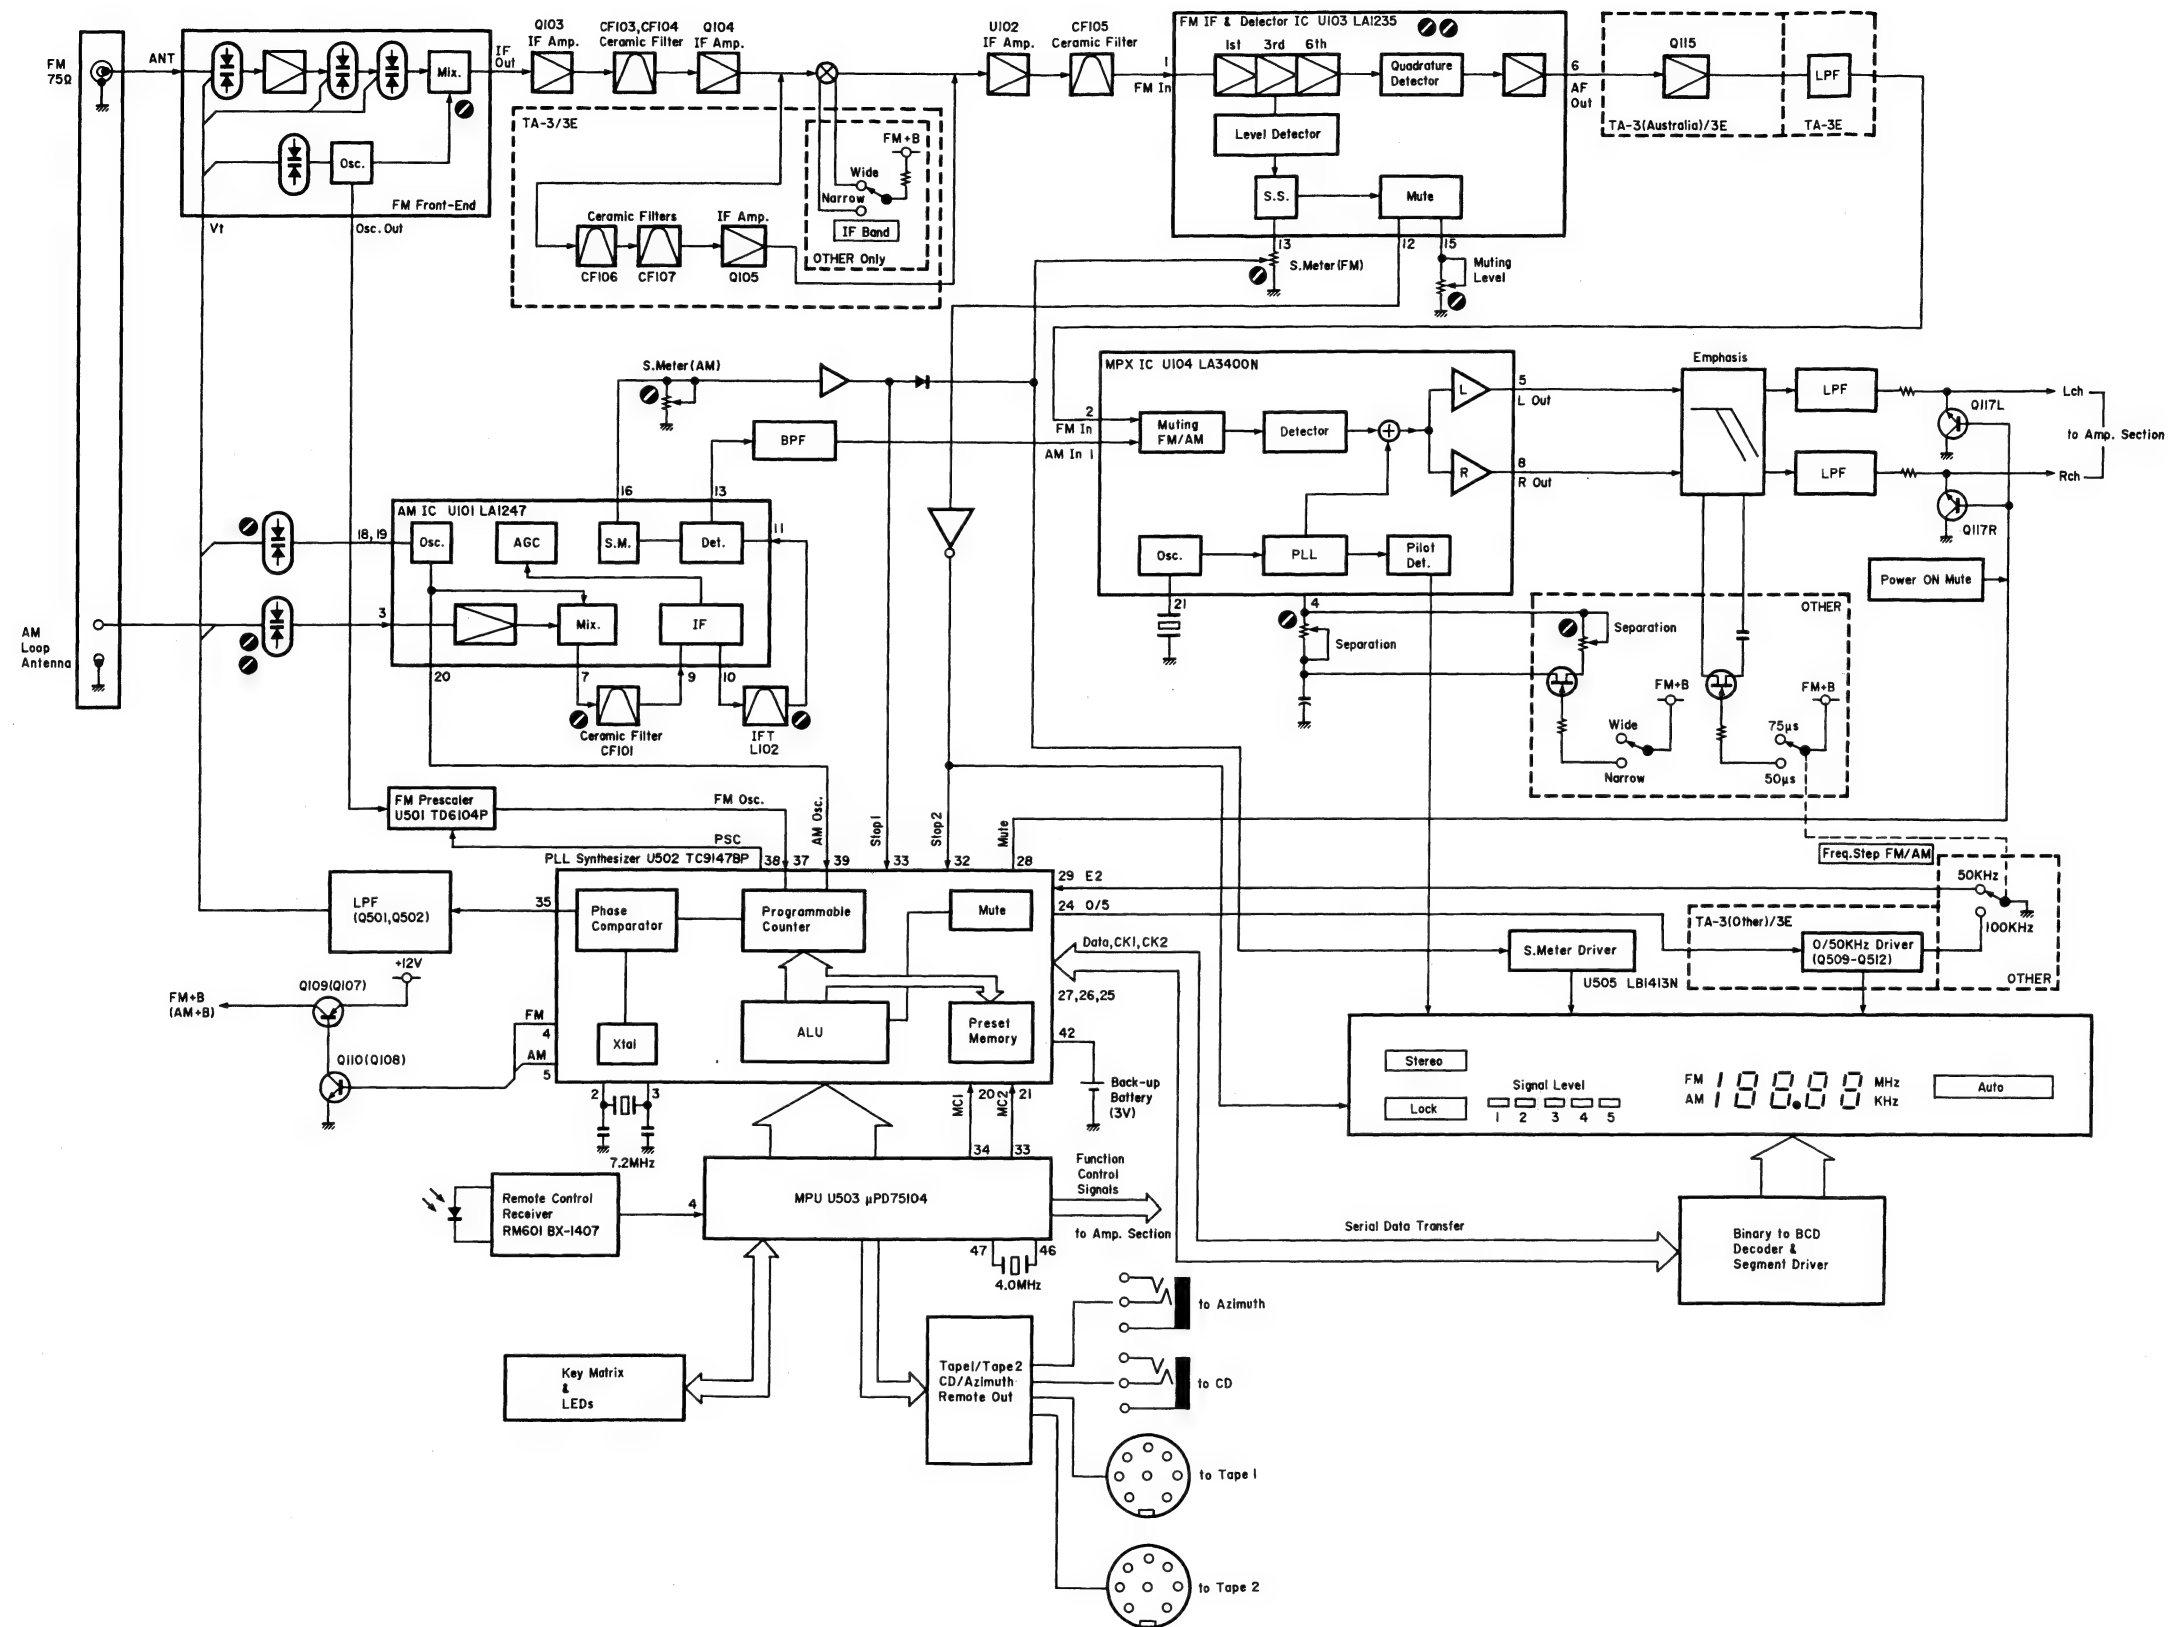 FM
75Ω
ANT
Mix.
Osc.
FM Front-End
IF
Out
Vt
Osc. Out
Q103
IF Amp.
CF103,CF104
Ceramic Filter
Q104
IF Amp.
TA-3/3E
FM+B
Wide
Narrow
IF Band
OTHER Only
Ceramic Filters
IF Amp.
CF106
CF107
Q105
U102
IF Amp.
CF105
Ceramic Filter
FM IF & Detector IC U103 LA1235
1
FM In
1st
3rd
6th
Quadrature
Detector
Level Detector
S.S.
Mute
6
AF
Out
13
12
15
S.Meter(FM)
Muting
Level
Q115
TA-3(Australia)/3E
LPF
TA-3E
S.Meter(AM)
BPF
MPX IC U104 LA3400N
2
FM In
AM In 1
Muting
FM/AM
Detector
L
R
5
L Out
8
R Out
Osc.
PLL
Pilot
Det.
21
4
Separation
Emphasis
LPF
LPF
Q117L
Q117R
Lch
to Amp. Section
Rch
Power ON Mute
OTHER
Separation
FM+B
Wide
Narrow
FM+B
75µs
50µs
AM
Loop
Antenna
AM IC U101 LA1247
16
13
11
18,19
3
Osc.
AGC
S.M.
Det.
Mix.
IF
20
7
9
10
Ceramic Filter
CF101
IFT
L102
FM Prescaler
U501 TD6104P
FM Osc.
PSC
AM Osc.
Stop1
Stop2
Mute
PLL Synthesizer U502 TC9147BP
38
37
39
33
32
28
LPF
(Q501,Q502)
35
Phase
Comparator
Programmable
Counter
Mute
ALU
Preset
Memory
Xtal
29 E2
24 0/5
Data,CK1,CK2
27,26,25
42
Back-up
Battery
(3V)
+12V
Q109(Q107)
FM+B
(AM+B)
Q110(Q108)
FM
4
AM
5
2
3
7.2MHz
MC1
20
MC2
21
34
33
Freq.Step FM/AM
50KHz
100KHz
OTHER
TA-3(Other)/3E
0/50KHz Driver
(Q509-Q512)
S.Meter Driver
U505 LB1413N
Stereo
Lock
Signal Level
1 2 3 4 5
FM
AM
188.88
MHz
KHz
Auto
Remote Control
Receiver
RM601 BX-1407
4
MPU U503 µPD75104
47
46
4.0MHz
Function
Control
Signals
to Amp. Section
Serial Data Transfer
Binary to BCD
Decoder &
Segment Driver
Key Matrix
&
LEDs
Tape1/Tape2
CD/Azimuth
Remote Out
to Azimuth
to CD
to Tape 1
to Tape 2